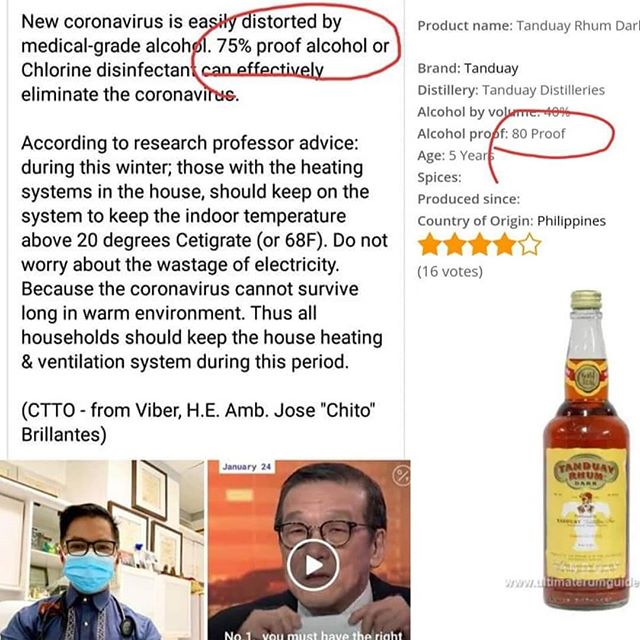 New coronavirus is easily distorted by
medical-grade alcohol. 75% proof alcohol or
Chlorine disinfectant can effectively
eliminate the coronavirus.
According to research professor advice:
during this winter; those with the heating
systems in the house, should keep on the
system to keep the indoor temperature
above 20 degrees Cetigrate (or 68F). Do not
worry about the wastage of electricity.
Because the coronavirus cannot survive
long in warm environment. Thus all
households should keep the house heating
& ventilation system during this period.
(CTTO - from Viber, H.E. Amb. Jose "Chito"
Brillantes)
January 24
No.1 you must have the right
Product name: Tanduay Rhum Dar
Brand: Tanduay
Distillery: Tanduay Distilleries
Alcohol by volume: 40%
Alcohol proof: 80 Proof
Age: 5 Years
Spices:
Produced since:
Country of Origin: Philippines
(16 votes)
TANDUAY
RHUM
DARK
www.ultimaterumguide